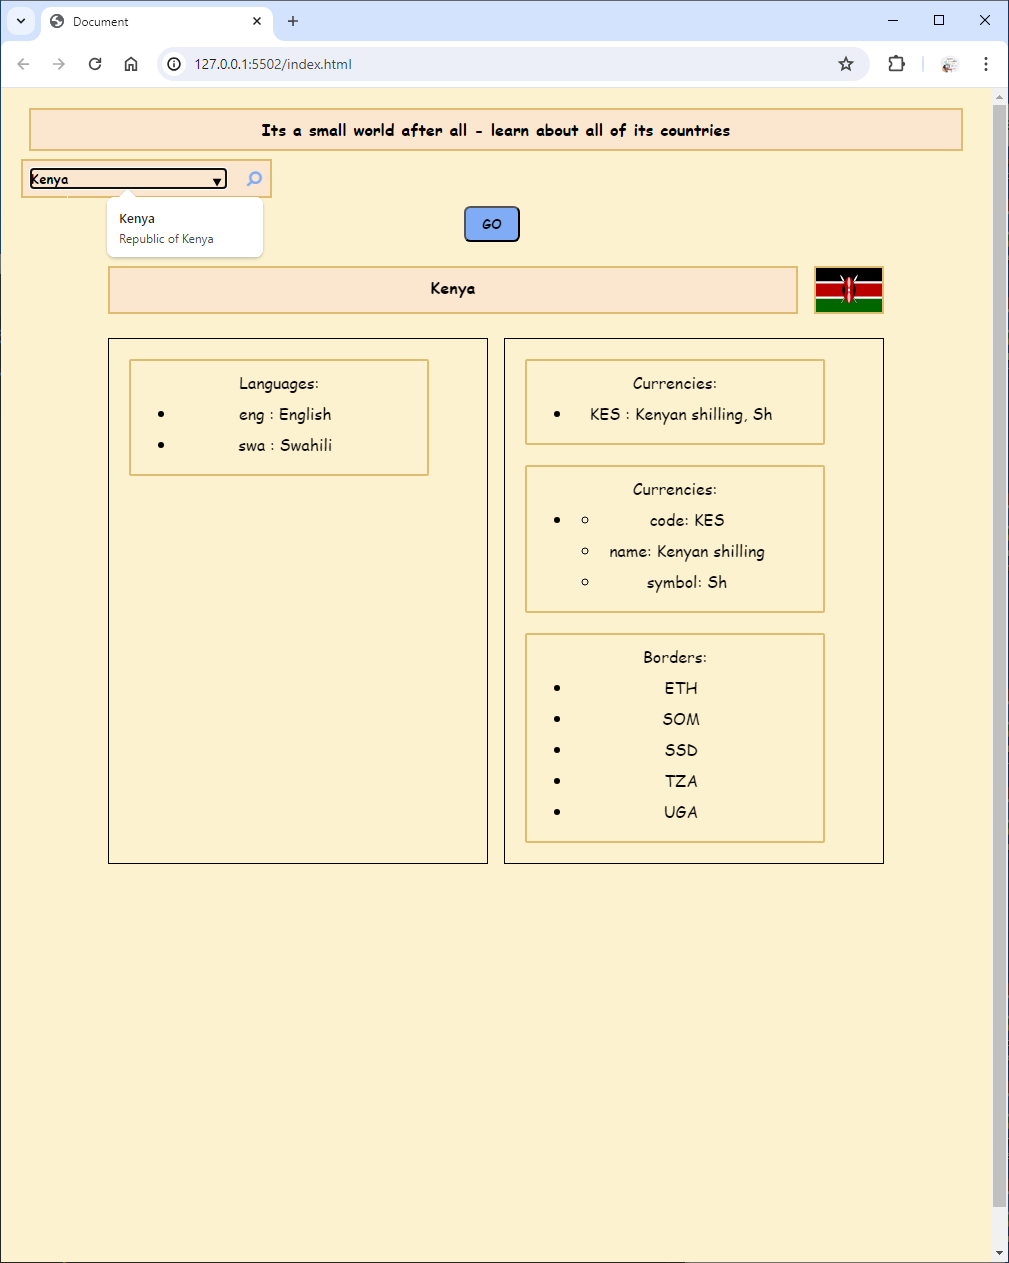 Document
127.0.0.1:5502/index.html
Its a small world after all - learn about all of its countries
Kenya
Kenya
Republic of Kenya
GO
Kenya
Languages:
eng : English
swa : Swahili
Currencies:
KES : Kenyan shilling, Sh
Currencies:
code: KES
name: Kenyan shilling
symbol: Sh
Borders:
ETH
SOM
SSD
TZA
UGA